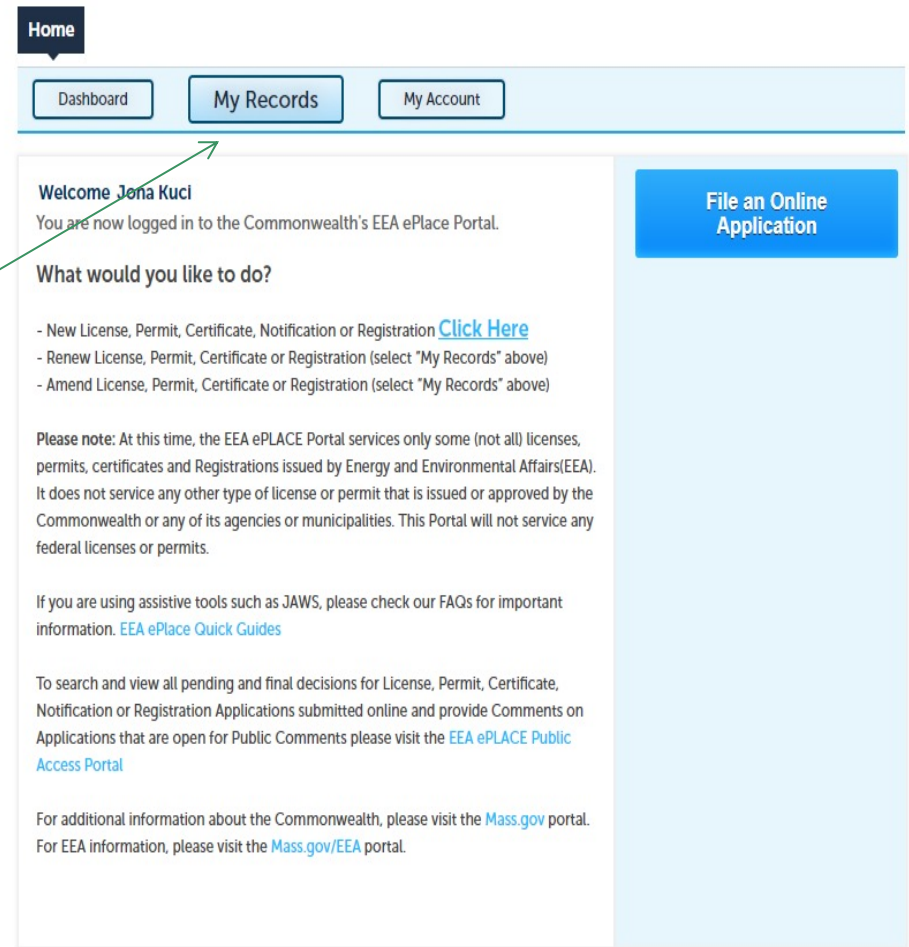 Home
Dashboard
My Records
My Account
Welcome Jona Kuci
You are now logged in to the Commonwealth's EEA ePlace Portal.
What would you like to do?
- New License, Permit, Certificate, Notification or Registration Click Here
- Renew License, Permit, Certificate or Registration (select "My Records" above)
- Amend License, Permit, Certificate or Registration (select "My Records" above)
Please note: At this time, the EEA ePLACE Portal services only some (not all) licenses,
permits, certificates and Registrations issued by Energy and Environmental Affairs(EEA).
It does not service any other type of license or permit that is issued or approved by the
Commonwealth or any of its agencies or municipalities. This Portal will not service any
federal licenses or permits.
If you are using assistive tools such as JAWS, please check our FAQs for important
information. EEA ePlace Quick Guides
To search and view all pending and final decisions for License, Permit, Certificate,
Notification or Registration Applications submitted online and provide Comments on
Applications that are open for Public Comments please visit the EEA ePLACE Public
Access Portal
For additional information about the Commonwealth, please visit the Mass.gov portal.
For EEA information, please visit the Mass.gov/EEA portal.
File an Online
Application